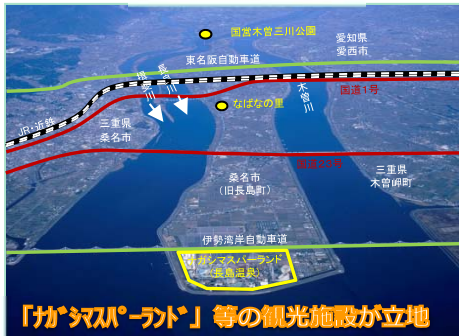 国営木曽三川公園
愛知県
愛西市
東名阪自動車道
揖斐川
長良川
木曽川
国道1号
なばなの里
JR・近鉄
三重県
桑名市
国道23号
桑名市
(旧長島町)
三重県
木曽岬町
伊勢湾岸自動車道
ナガシマスパーランド
(長島温泉)
「ﾅｶﾞｼﾏｽﾊﾟｰﾗﾝﾄﾞ」等の観光施設が立地